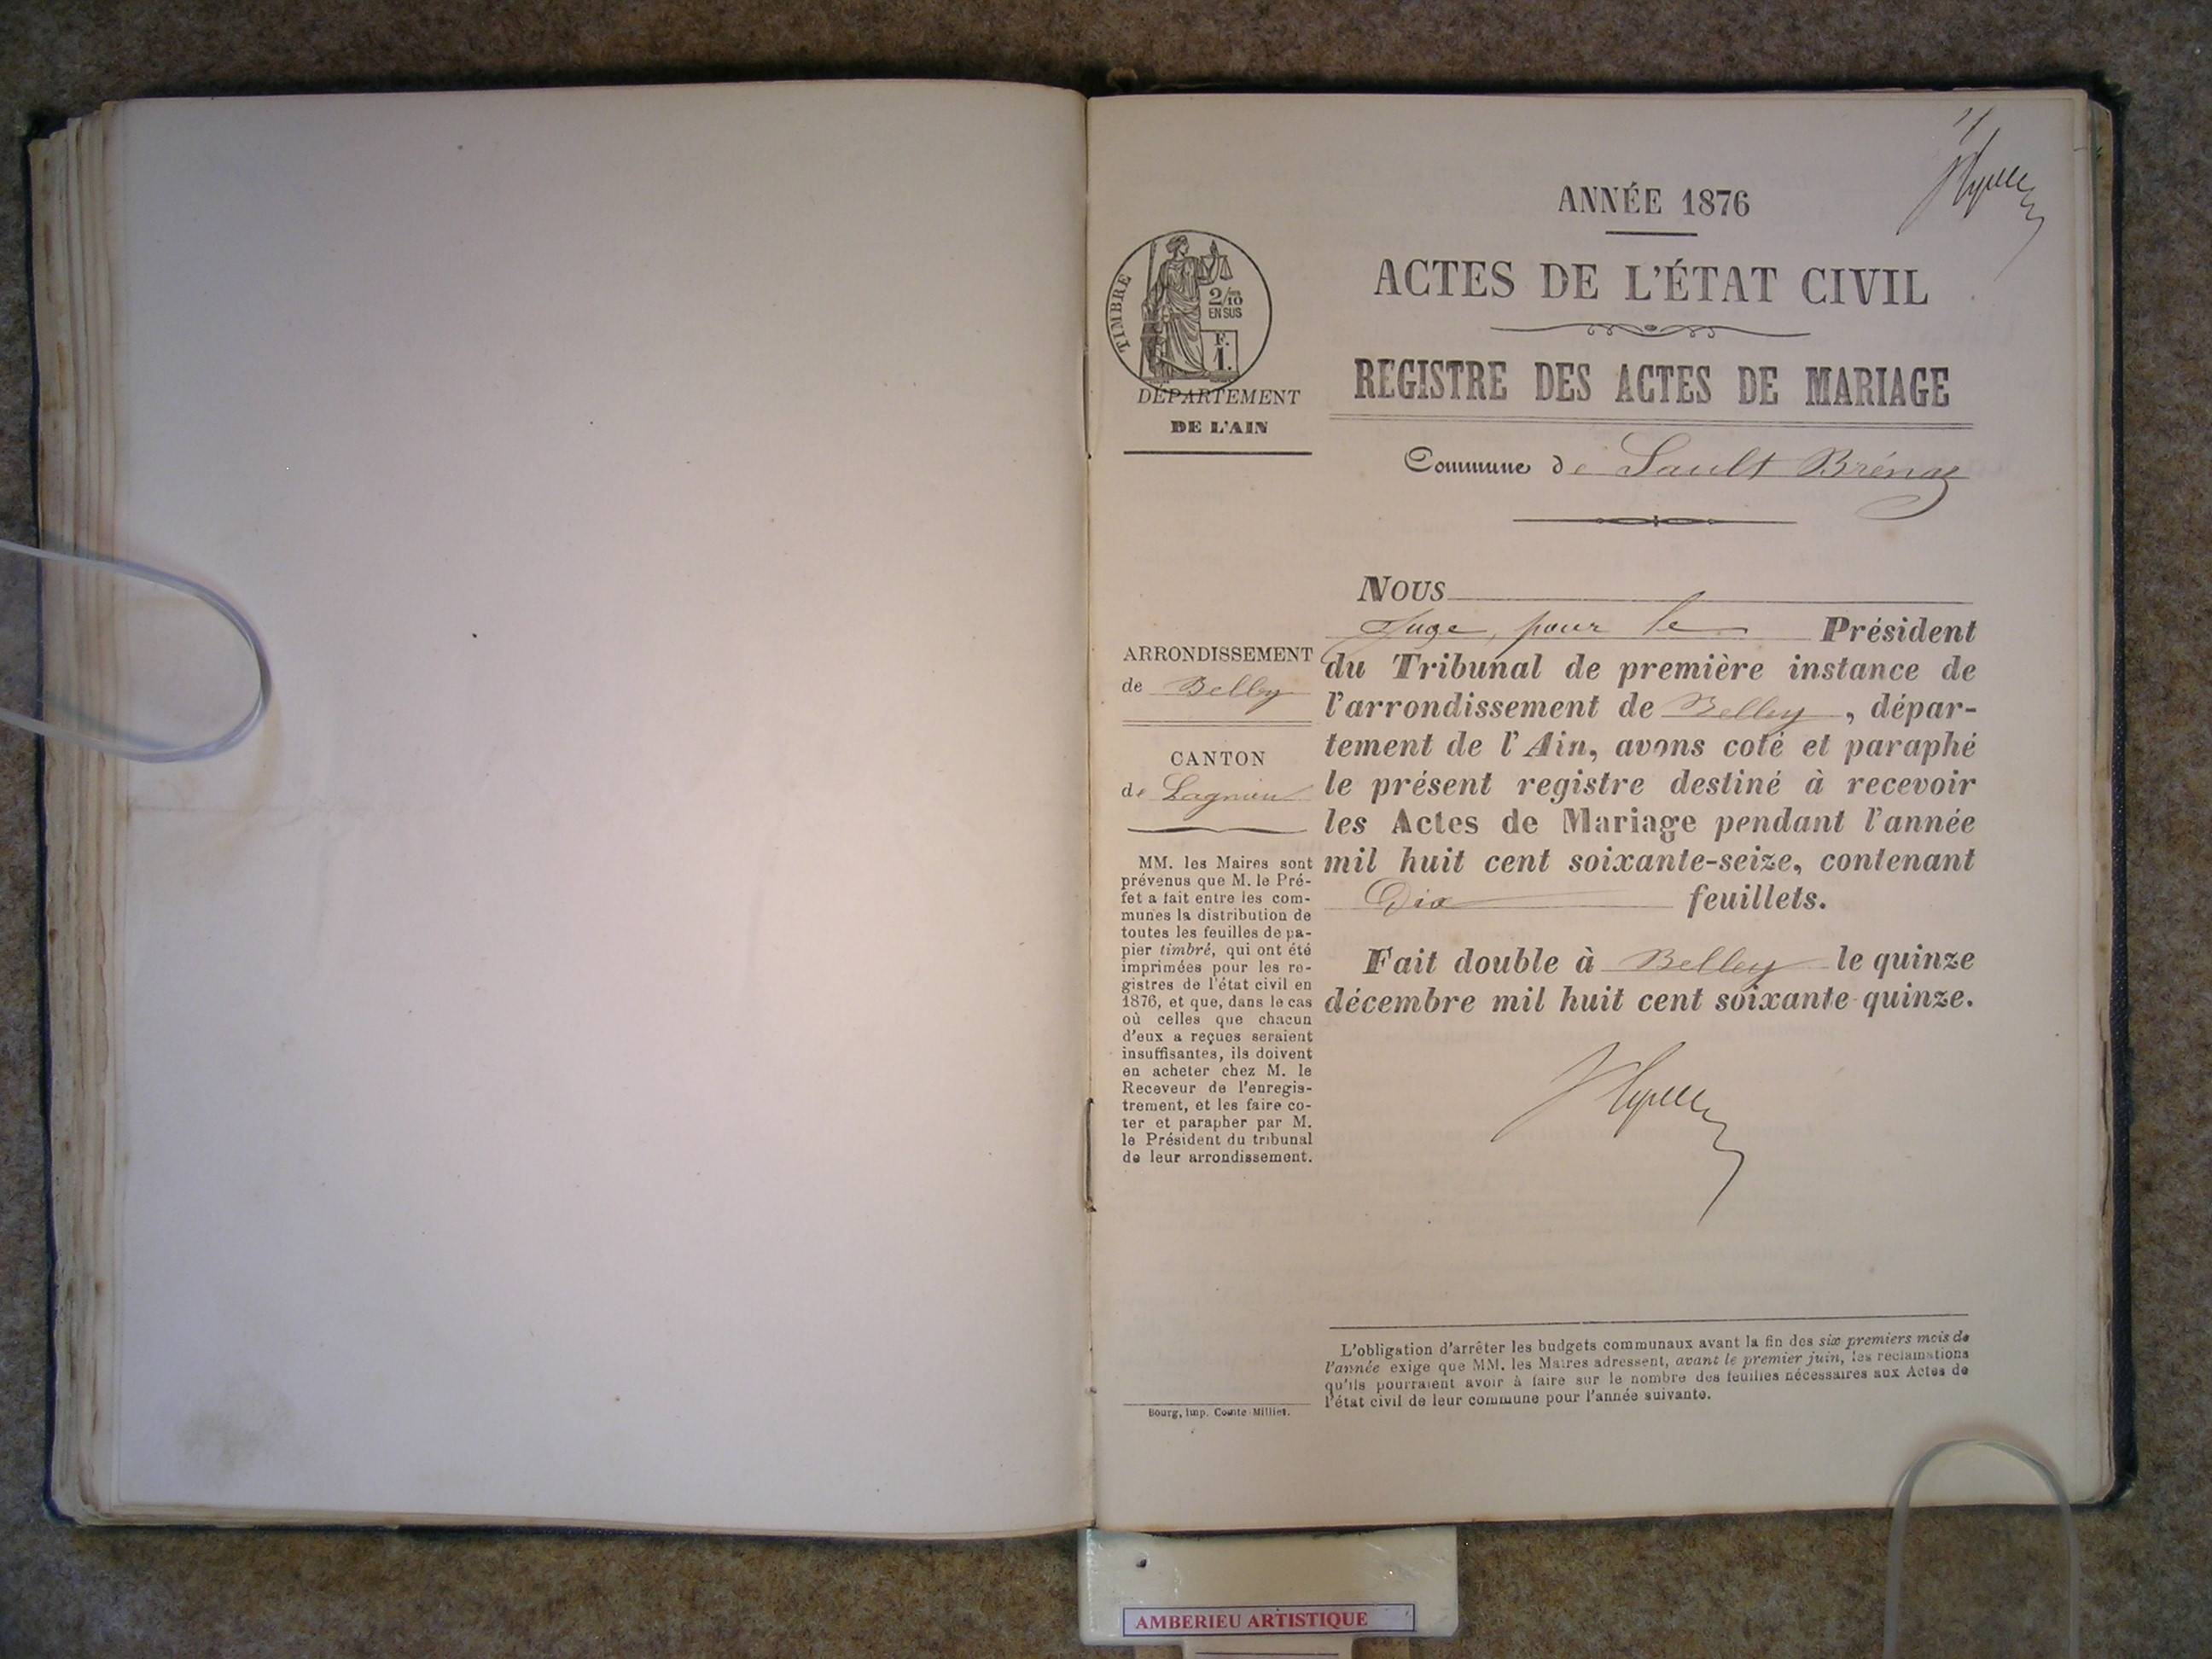 ANNÉE 1876
ACTES DE L'ÉTAT CIVIL
REGISTRE DES ACTES DE MARIAGE
Commune de Sault Brénaz
TIMBRE
2/10
EN SUS
F.
1.
DÉPARTEMENT
DE L'AIN
ARRONDISSEMENT
de Belley
CANTON
de Lagnieu
MM. les Maires sont
prévenus que M. le Pré-
fet a fait entre les com-
munes la distribution de
toutes les feuilles de pa-
pier timbré, qui ont été
imprimées pour les re-
gistres de l'état civil en
1876, et que, dans le cas
où celles que chacun
d'eux a reçues seraient
insuffisantes, ils doivent
en acheter chez M. le
Receveur de l'enregis-
trement, et les faire co-
ter et parapher par M.
le Président du tribunal
de leur arrondissement.
Bourg, imp. Comte-Milliet.
NOUS
Juge, pour le Président
du Tribunal de première instance de
l'arrondissement de Belley, dépar-
tement de l'Ain, avons coté et paraphé
le présent registre destiné à recevoir
les Actes de Mariage pendant l'année
mil huit cent soixante-seize, contenant
Dix feuillets.
Fait double à Belley le quinze
décembre mil huit cent soixante-quinze.
L'obligation d'arrêter les budgets communaux avant la fin des six premiers mois de
l'année exige que MM. les Maires adressent, avant le premier juin, les réclamations
qu'ils pourraient avoir à faire sur le nombre des feuilles nécessaires aux Actes de
l'état civil de leur commune pour l'année suivante.
AMBERIEU ARTISTIQUE